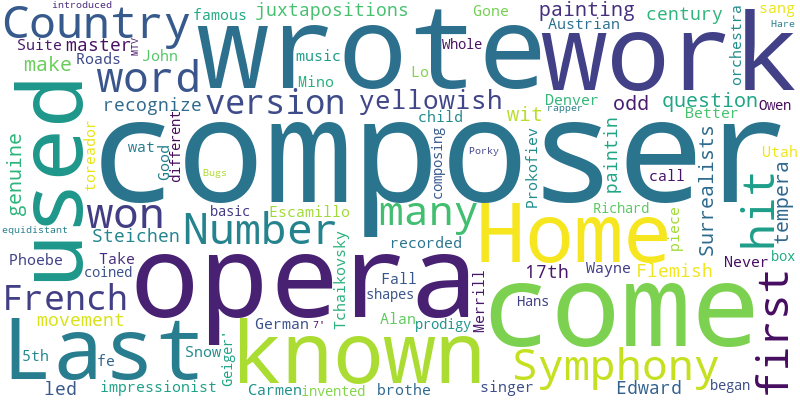 introduced
famous
juxtapositions
Gone
painting
century
sang
Country
wrote
work
Hare
Austrian
Suite
master
MTV
John
Whole
orchestra
Roads
music
make
word
Mino
Lo
used
recognize
version
yellowish
Denver
odd
question
Owen
composer
child
wit
Better
genuine
toreador
wat
Good
different
composing
Porky
rapper
Prokofiev
paintin
Surrealists
Utah
tempera
call
Bugs
won
Number
basic
Escamillo
many
Home
Richard
piece
hit
equidistant
Steichen
recorded
Never
box
Phoebe
Take
coined
opera
Tchaikovsky
17th
Wayne
Flemish
first
French
Fall
shapes
Merrill
come
Hans
movement
Last
5th
fe
Snow
Geiger'
German
7'
known
Alan
prodigy
Symphony
led
impressionist
Carmen
invented
brothe
singer
Edward
began